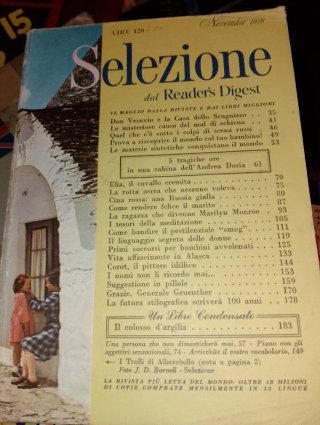 15
LIRE 120
Novembre 1956
Selezione
dal Reader's Digest
IL MEGLIO DALLE RIVISTE E DAI LIBRI MIGLIORI
Don Vesuvio e la Casa dello Scugnizzo . . 35
Le misteriose cause del mal di schiena . . 41
Quel che c'è sotto i colpi di scena russi . . 46
Prova a riscoprire il mondo col tuo bambino! 49
Le materie sintetiche conquistano il mondo 53
5 tragiche ore
in una cabina dell'Andrea Doria 61
Elia, il cavallo eremita . . . 70
La rotta aerea che nessuno voleva . . 75
Cina rossa: una Russia gialla . . 80
Come rendere felice il marito . . 87
La ragazza che divenne Marilyn Monroe . 93
I tesori della meditazione . . . 105
Come bandire il pestilenziale "smog" . . 111
Il linguaggio segreto delle donne . . 119
Primi soccorsi per bambini avvelenati . . 125
Vita affascinante in Alasca . . 133
Corot, il pittore idillico . . . 144
I nomi non li ricordo mai . . . 153
Suggestione in pillole . . . 159
Grazie, Generale Gruenther . . . 170
La futura stilografica scriverà 100 anni . . 178
Un Libro Condensato
Il colosso d'argilla . . . 183
Una persona che non dimenticherò mai, 57 - Piano con gli
aggettivi sensazionali, 74 - Arricchite il vostro vocabolario, 149
← I Trulli di Alberobello (nota a pagina 2)
Foto J. D. Barnell - Selezione
LA RIVISTA PIÙ LETTA DEL MONDO: OLTRE 18 MILIONI
DI COPIE COMPRATE MENSILMENTE IN 12 LINGUE